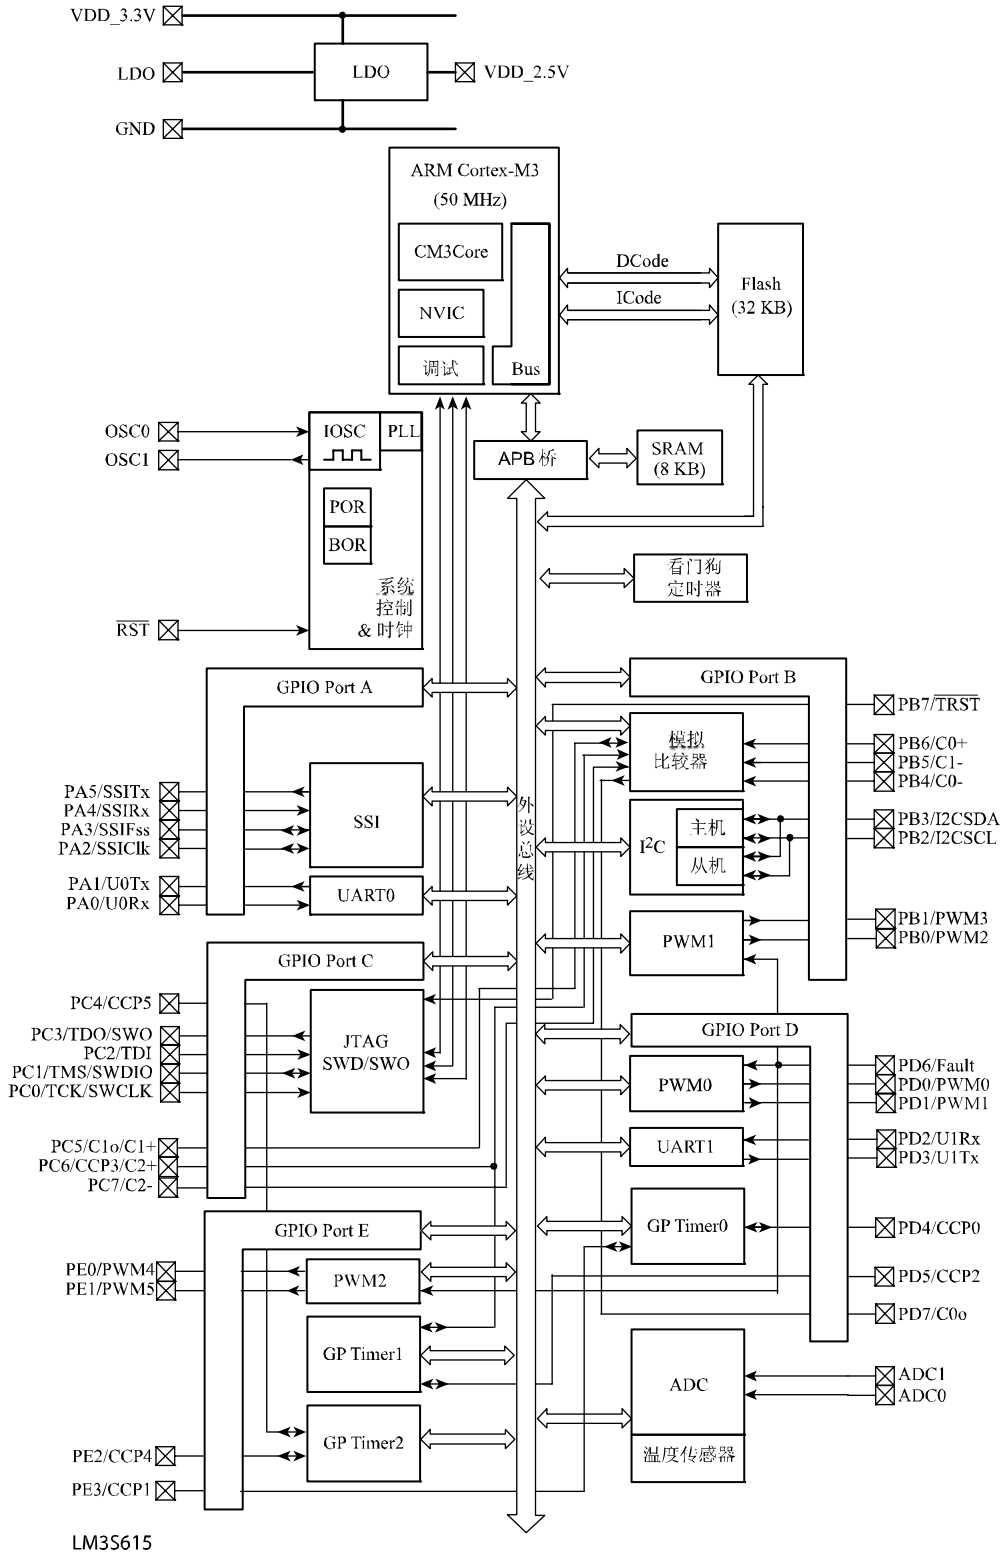 VDD_3.3V
LDO
LDO
VDD_2.5V
GND
ARM Cortex-M3
(50 MHz)
CM3Core
NVIC
调试
Bus
DCode
ICode
Flash
(32 KB)
OSC0
OSC1
IOSC
PLL
POR
BOR
系统
控制
& 时钟
RST
APB 桥
SRAM
(8 KB)
看门狗
定时器
外
设
总
线
GPIO Port A
PA5/SSITx
PA4/SSIRx
PA3/SSIFss
PA2/SSIClk
SSI
PA1/U0Tx
PA0/U0Rx
UART0
GPIO Port B
PB7/TRST
模拟
比较器
PB6/C0+
PB5/C1-
PB4/C0-
I²C
主机
从机
PB3/I2CSDA
PB2/I2CSCL
PWM1
PB1/PWM3
PB0/PWM2
GPIO Port C
PC4/CCP5
PC3/TDO/SWO
PC2/TDI
PC1/TMS/SWDIO
PC0/TCK/SWCLK
JTAG
SWD/SWO
PC5/C1o/C1+
PC6/CCP3/C2+
PC7/C2-
GPIO Port D
PWM0
PD6/Fault
PD0/PWM0
PD1/PWM1
UART1
PD2/U1Rx
PD3/U1Tx
GP Timer0
PD4/CCP0
PD5/CCP2
PD7/C0o
GPIO Port E
PE0/PWM4
PE1/PWM5
PWM2
GP Timer1
GP Timer2
PE2/CCP4
PE3/CCP1
ADC
温度传感器
ADC1
ADC0
LM3S615